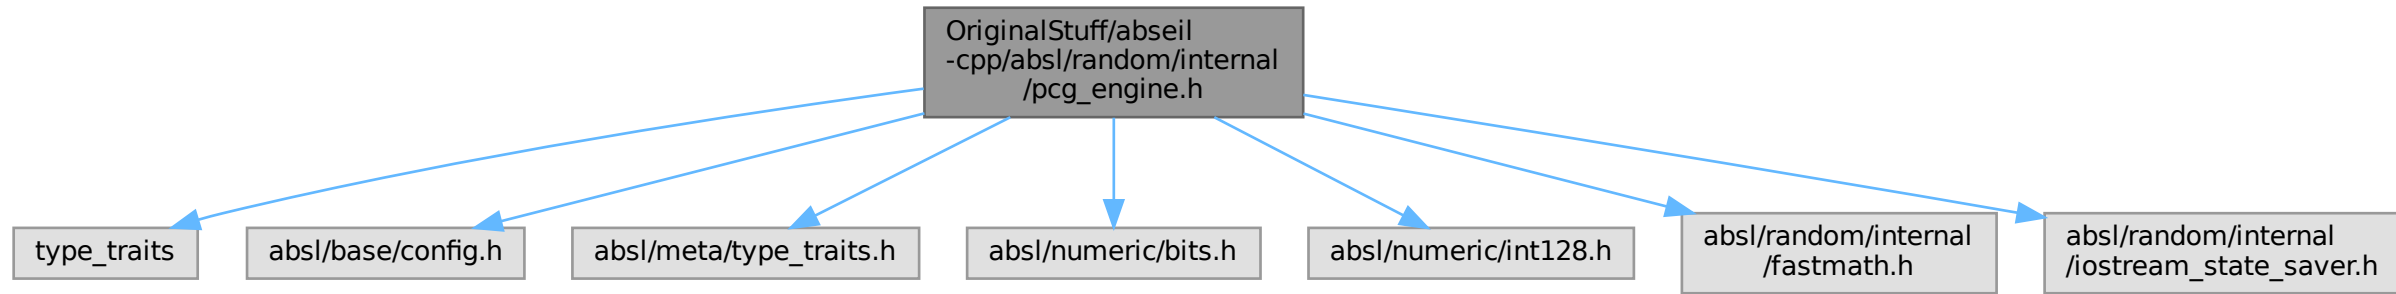 OriginalStuff/abseil
-cpp/absl/random/internal
/pcg_engine.h
type_traits
absl/base/config.h
absl/meta/type_traits.h
absl/numeric/bits.h
absl/numeric/int128.h
absl/random/internal
/fastmath.h
absl/random/internal
/iostream_state_saver.h